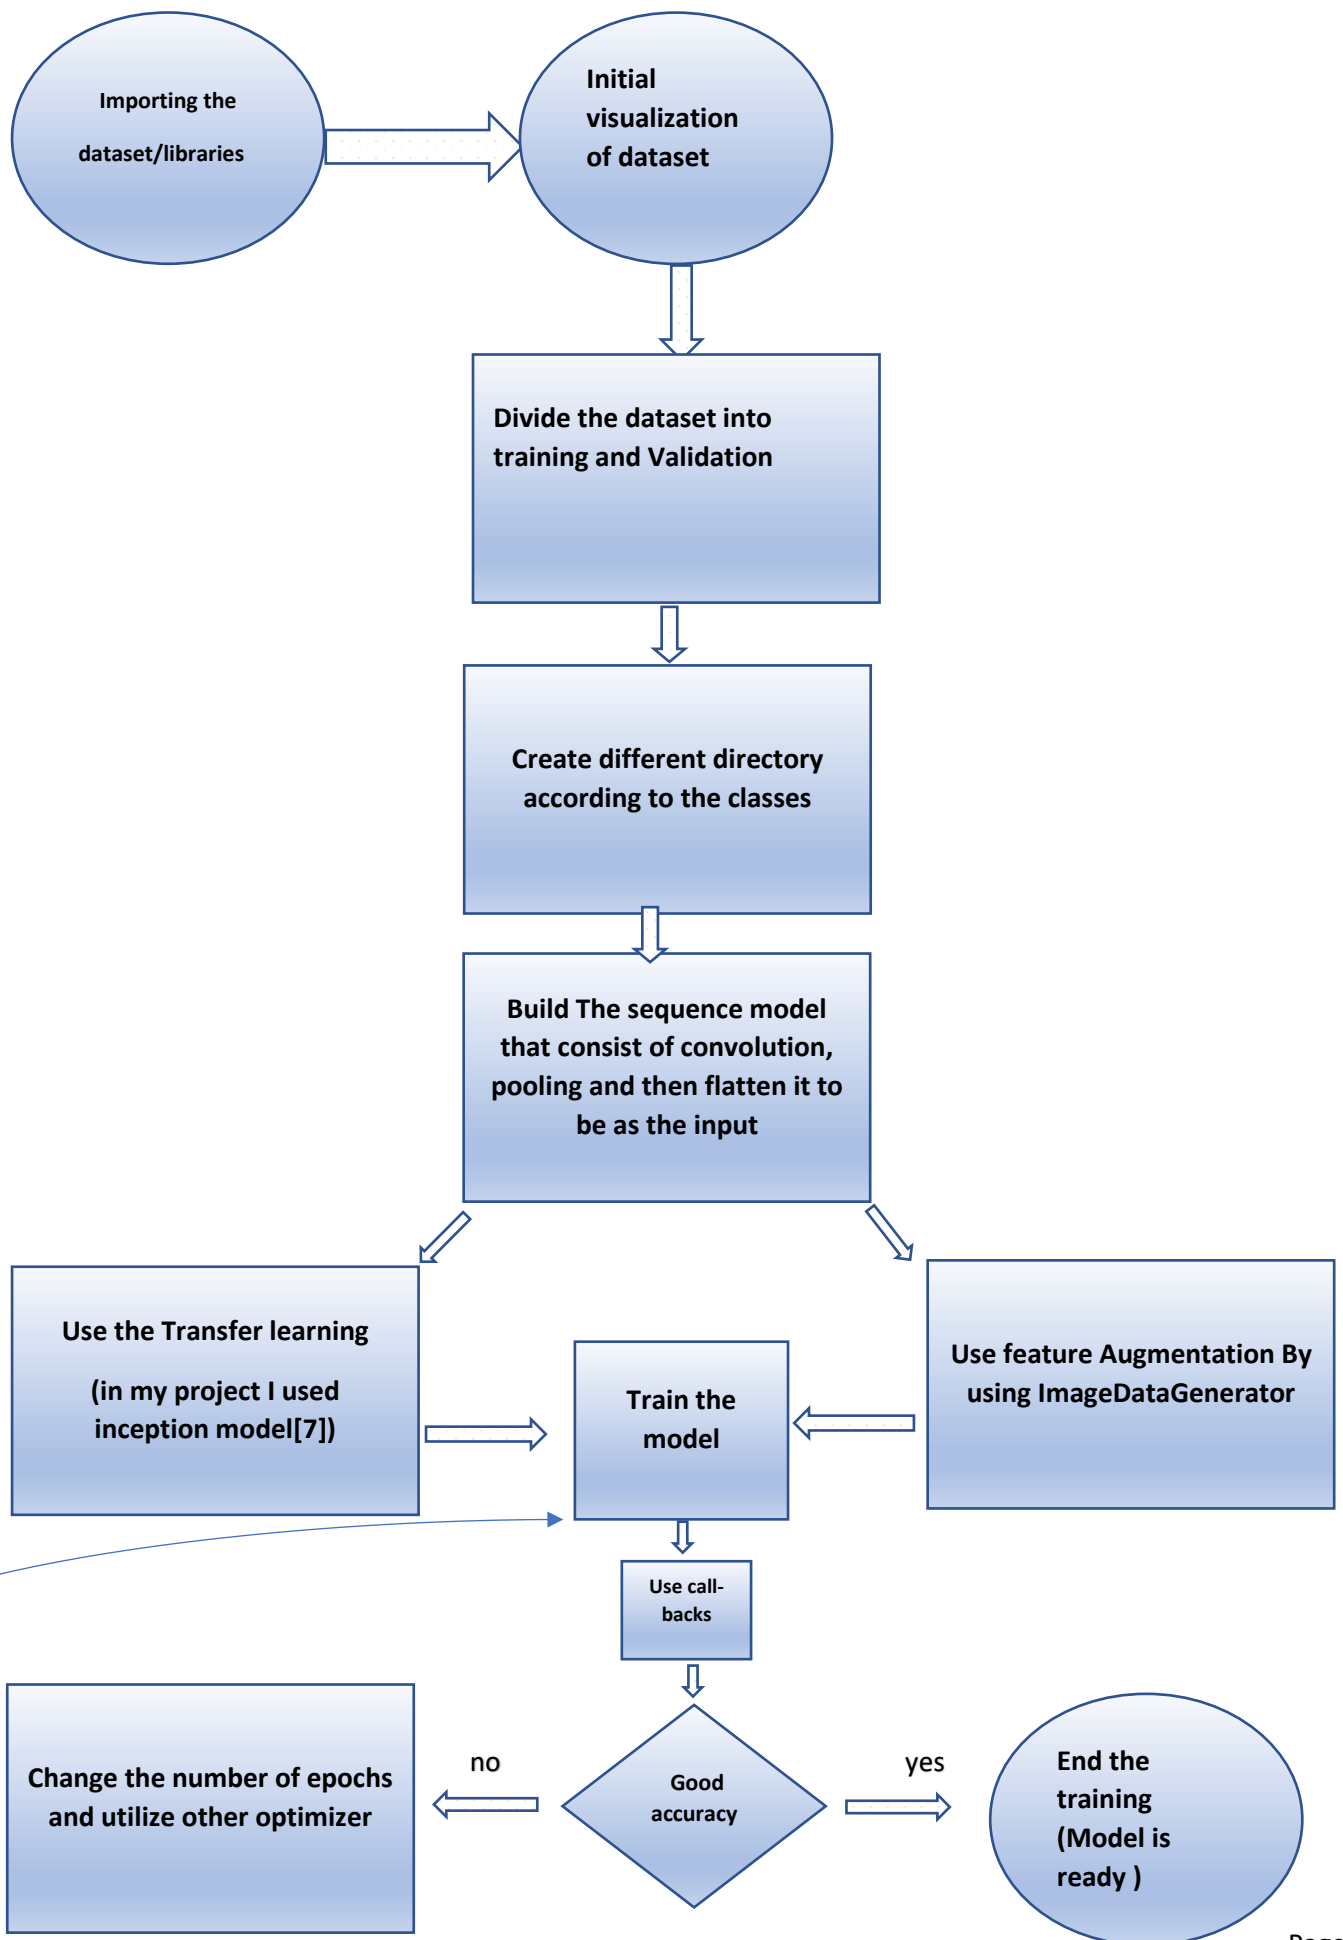 Importing the
dataset/libraries
Initial
visualization
of dataset
Divide the dataset into
training and Validation
Create different directory
according to the classes
Build The sequence model
that consist of convolution,
pooling and then flatten it to
be as the input
Use the Transfer learning
(in my project I used
inception model[7])
Train the
model
Use feature Augmentation By
using ImageDataGenerator
Use call-
backs
Change the number of epochs
and utilize other optimizer
no
Good
accuracy
yes
End the
training
(Model is
ready )